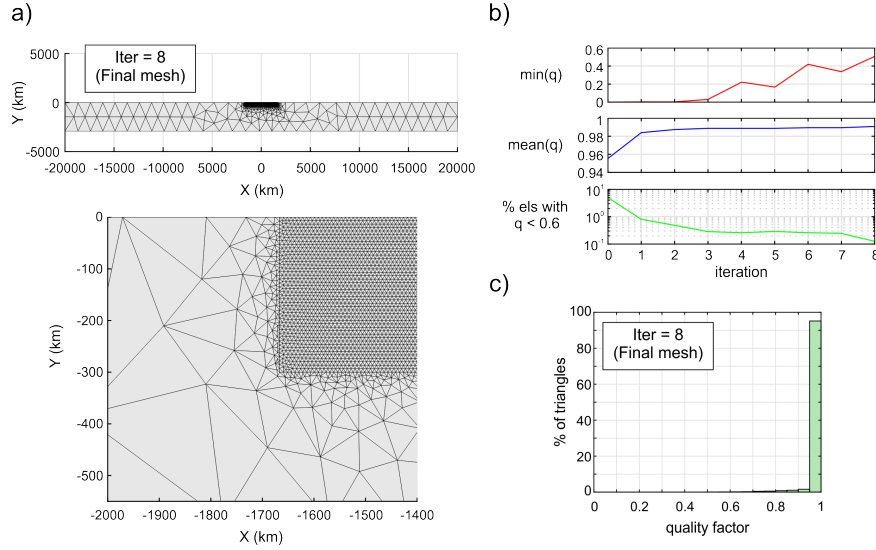 a)
Iter = 8
(Final mesh)
5000
0
-5000
Y (km)
-20000 -15000 -10000 -5000 0 5000 10000 15000 20000
X (km)
0
-100
-200
-300
-400
-500
Y (km)
-2000 -1900 -1800 -1700 -1600 -1500 -1400
X (km)
b)
min(q)
0.6
0.4
0.2
0
mean(q)
1
0.98
0.96
0.94
% els with
q < 0.6
10¹
10⁰
10⁻¹
0 1 2 3 4 5 6 7 8
iteration
c)
Iter = 8
(Final mesh)
% of triangles
100
80
60
40
20
0
0 0.2 0.4 0.6 0.8 1
quality factor